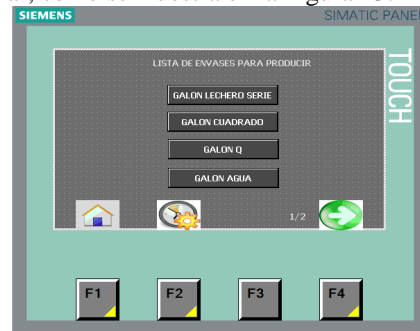 SIEMENS
SIMATIC PANE
TOUCH
LISTA DE ENVASES PARA PRODUCIR
GALON LECHERO SERIE
GALON CUADRADO
GALON Q
GALON AGUA
1/2
F1
F2
F3
F4